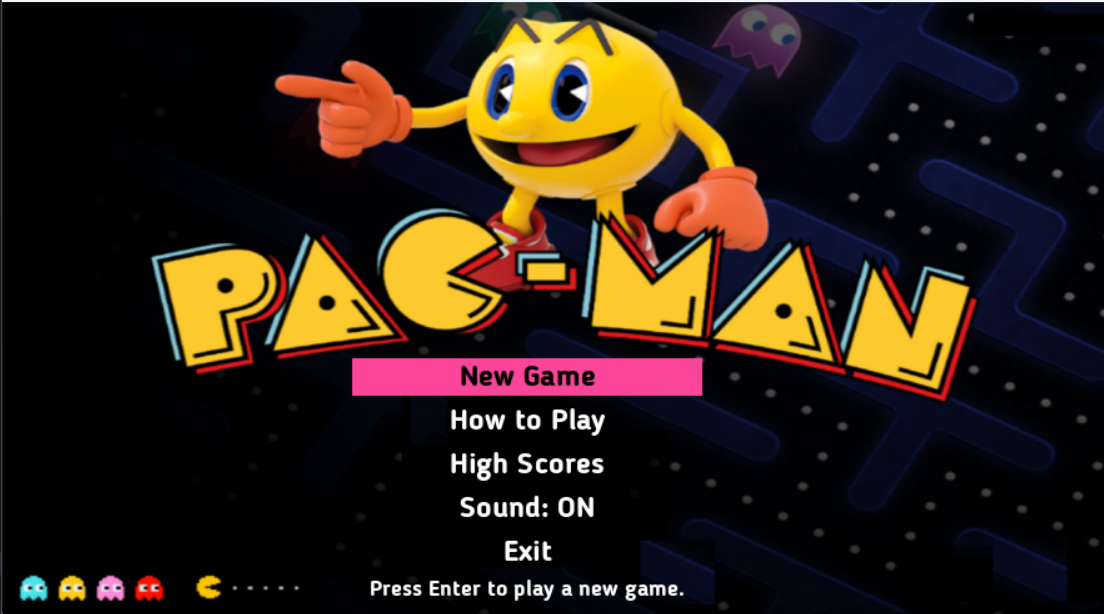 PAC-MAN
New Game
How to Play
High Scores
Sound: ON
Exit
Press Enter to play a new game.